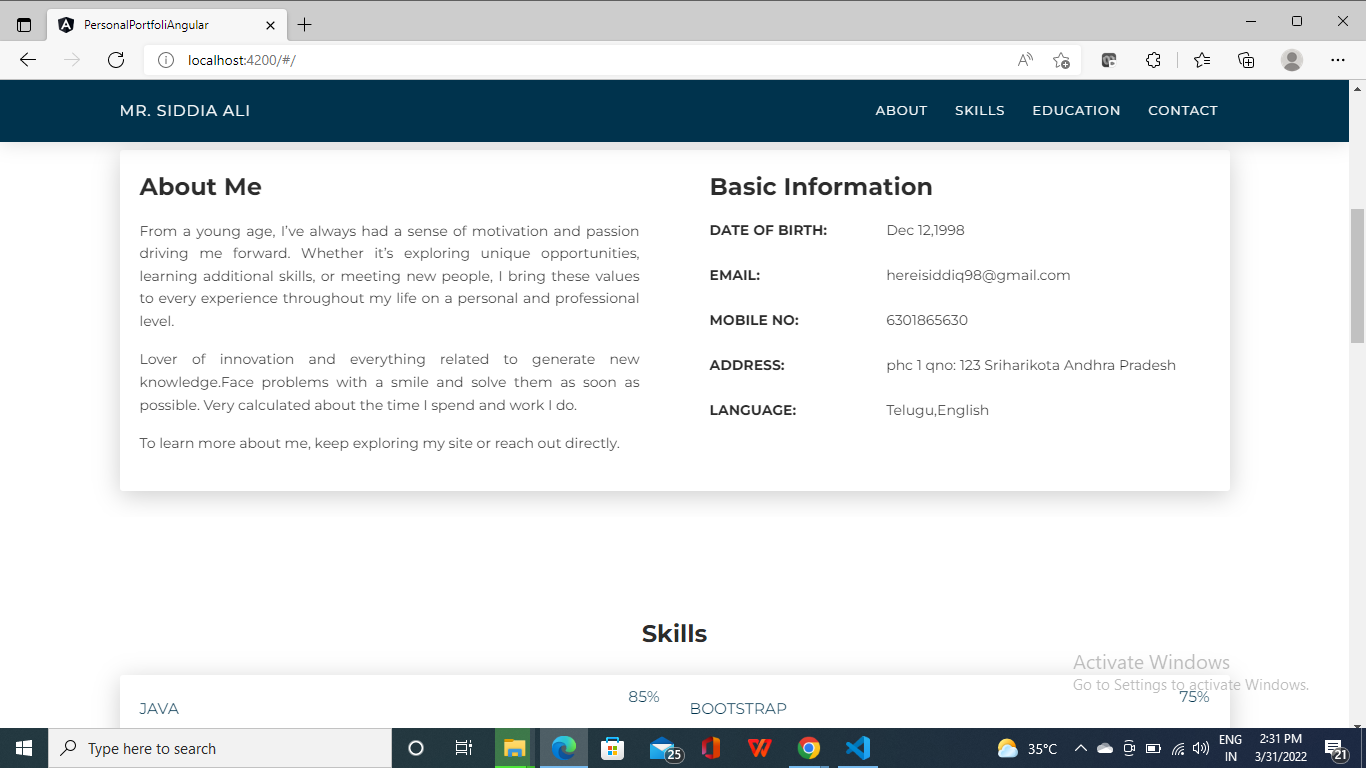 PersonalPortfoliAngular
localhost:4200/#/
MR. SIDDIA ALI
ABOUT SKILLS EDUCATION CONTACT
About Me
From a young age, I’ve always had a sense of motivation and passion
driving me forward. Whether it’s exploring unique opportunities,
learning additional skills, or meeting new people, I bring these values
to every experience throughout my life on a personal and professional
level.
Lover of innovation and everything related to generate new
knowledge.Face problems with a smile and solve them as soon as
possible. Very calculated about the time I spend and work I do.
To learn more about me, keep exploring my site or reach out directly.
Basic Information
DATE OF BIRTH: Dec 12,1998
EMAIL: hereisiddiq98@gmail.com
MOBILE NO: 6301865630
ADDRESS: phc 1 qno: 123 Sriharikota Andhra Pradesh
LANGUAGE: Telugu,English
Skills
JAVA 85%
BOOTSTRAP 75%
Activate Windows
Go to Settings to activate Windows.
Type here to search
25
35°C
ENG
IN
2:31 PM
3/31/2022
21